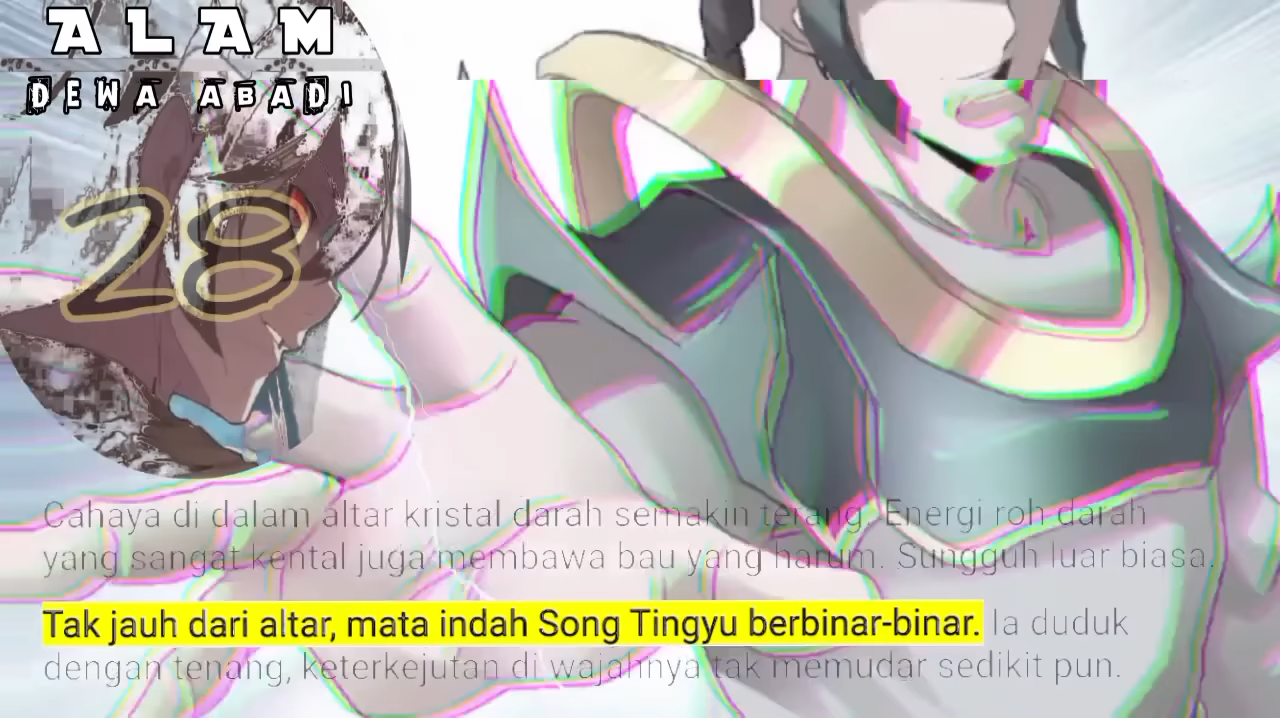 ALAM
DEWA ABADI
28
Cahaya di dalam altar kristal darah semakin terang. Energi roh darah
yang sangat kental juga membawa bau yang harum. Sungguh luar biasa.
Tak jauh dari altar, mata indah Song Tingyu berbinar-binar. Ia duduk
dengan tenang, keterkejutan di wajahnya tak memudar sedikit pun.